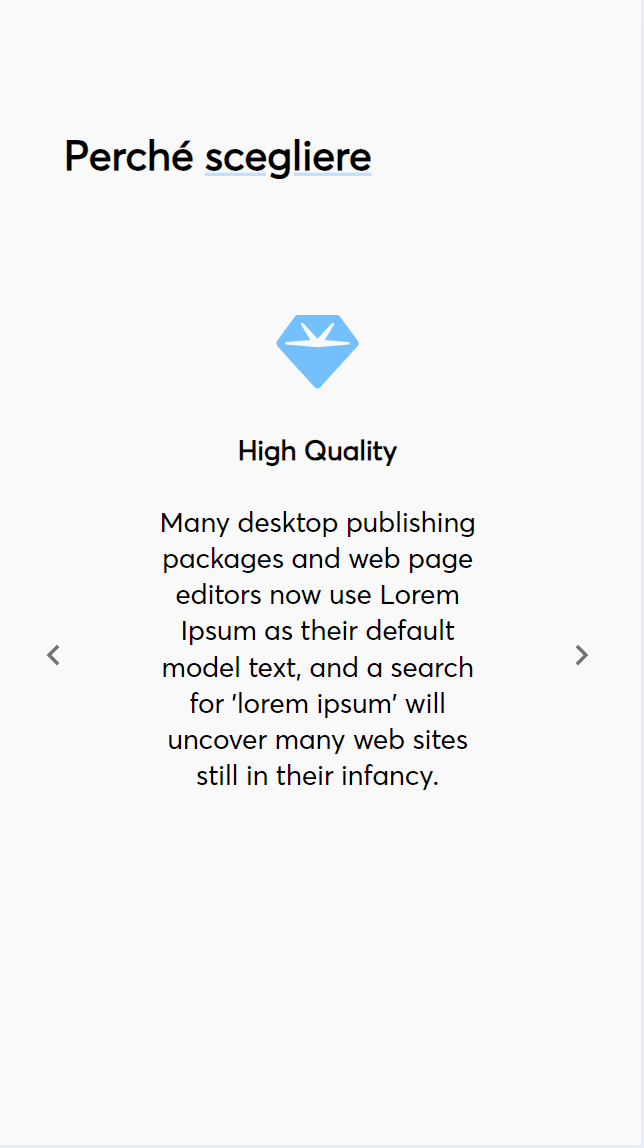 Perché scegliere
High Quality
Many desktop publishing
packages and web page
editors now use Lorem
Ipsum as their default
model text, and a search
for 'lorem ipsum' will
uncover many web sites
still in their infancy.